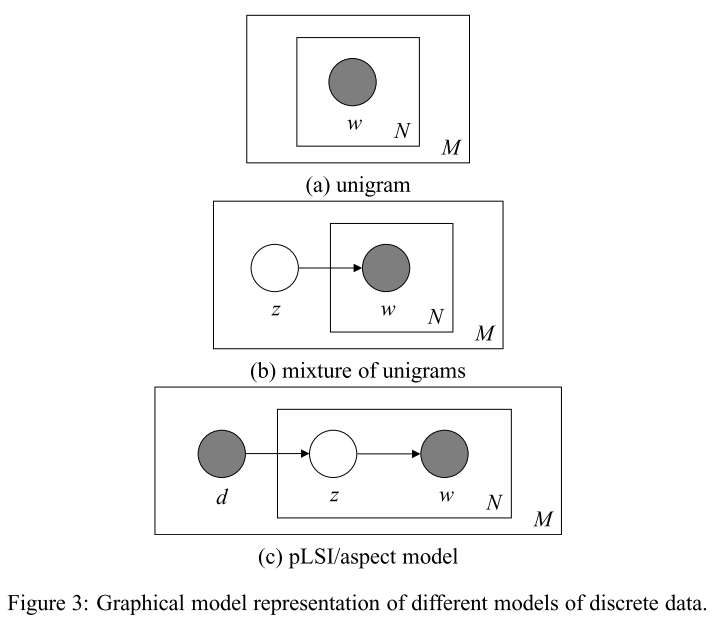 w
N
M
(a) unigram
z
w
N
M
(b) mixture of unigrams
d
z
w
N
M
(c) pLSI/aspect model
Figure 3: Graphical model representation of different models of discrete data.